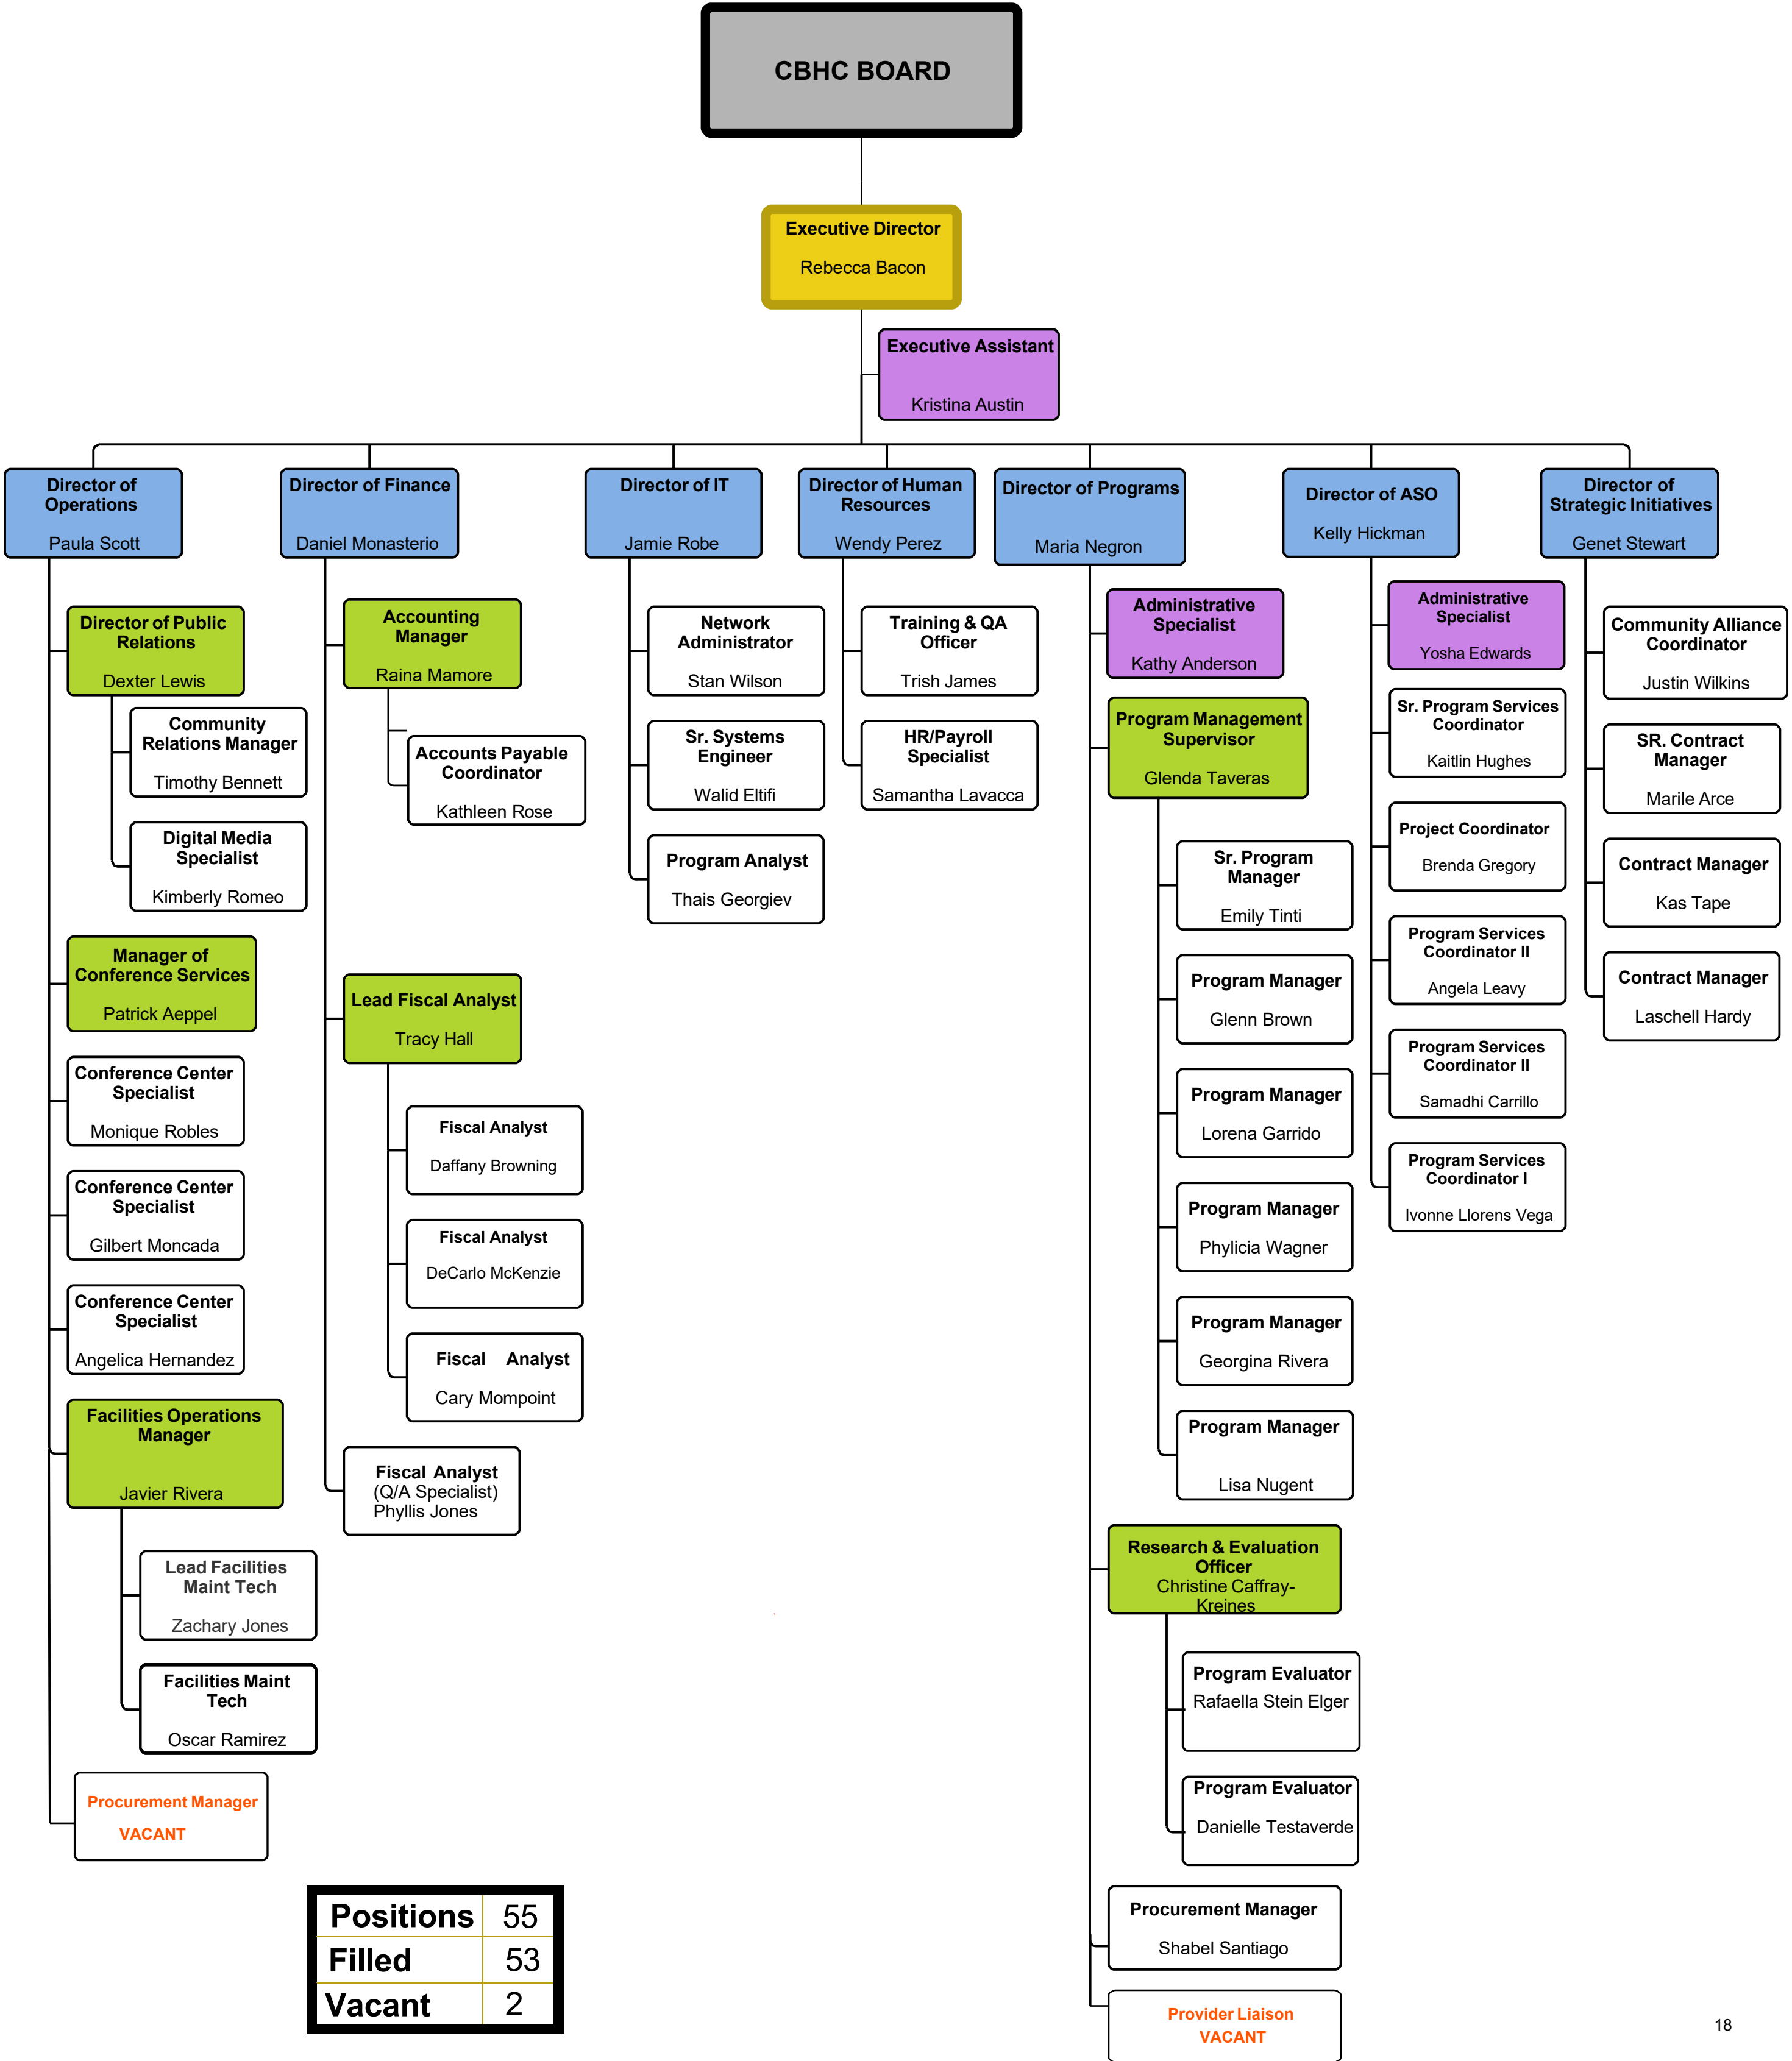 CBHC BOARD
Executive Director
Rebecca Bacon
Executive Assistant
Kristina Austin
Director of
Operations
Paula Scott
Director of Finance
Daniel Monasterio
Director of IT
Jamie Robe
Director of Human
Resources
Wendy Perez
Director of Programs
Maria Negron
Director of ASO
Kelly Hickman
Director of
Strategic Initiatives
Genet Stewart
Director of Public
Relations
Dexter Lewis
Community
Relations Manager
Timothy Bennett
Digital Media
Specialist
Kimberly Romeo
Manager of
Conference Services
Patrick Aeppel
Conference Center
Specialist
Monique Robles
Conference Center
Specialist
Gilbert Moncada
Conference Center
Specialist
Angelica Hernandez
Facilities Operations
Manager
Javier Rivera
Lead Facilities
Maint Tech
Zachary Jones
Facilities Maint
Tech
Oscar Ramirez
Procurement Manager
VACANT
Accounting
Manager
Raina Mamore
Accounts Payable
Coordinator
Kathleen Rose
Lead Fiscal Analyst
Tracy Hall
Fiscal Analyst
Daffany Browning
Fiscal Analyst
DeCarlo McKenzie
Fiscal Analyst
Cary Mompoint
Fiscal Analyst
(Q/A Specialist)
Phyllis Jones
Network
Administrator
Stan Wilson
Sr. Systems
Engineer
Walid Eltifi
Program Analyst
Thais Georgiev
Training & QA
Officer
Trish James
HR/Payroll
Specialist
Samantha Lavacca
Administrative
Specialist
Kathy Anderson
Program Management
Supervisor
Glenda Taveras
Sr. Program
Manager
Emily Tinti
Program Manager
Glenn Brown
Program Manager
Lorena Garrido
Program Manager
Phylicia Wagner
Program Manager
Georgina Rivera
Program Manager
Lisa Nugent
Research & Evaluation
Officer
Christine Caffray-
Kreines
Program Evaluator
Rafaella Stein Elger
Program Evaluator
Danielle Testaverde
Procurement Manager
Shabel Santiago
Provider Liaison
VACANT
Administrative
Specialist
Yosha Edwards
Sr. Program Services
Coordinator
Kaitlin Hughes
Project Coordinator
Brenda Gregory
Program Services
Coordinator II
Angela Leavy
Program Services
Coordinator II
Samadhi Carrillo
Program Services
Coordinator I
Ivonne Llorens Vega
Community Alliance
Coordinator
Justin Wilkins
SR. Contract
Manager
Marile Arce
Contract Manager
Kas Tape
Contract Manager
Laschell Hardy
Positions 55
Filled 53
Vacant 2
18